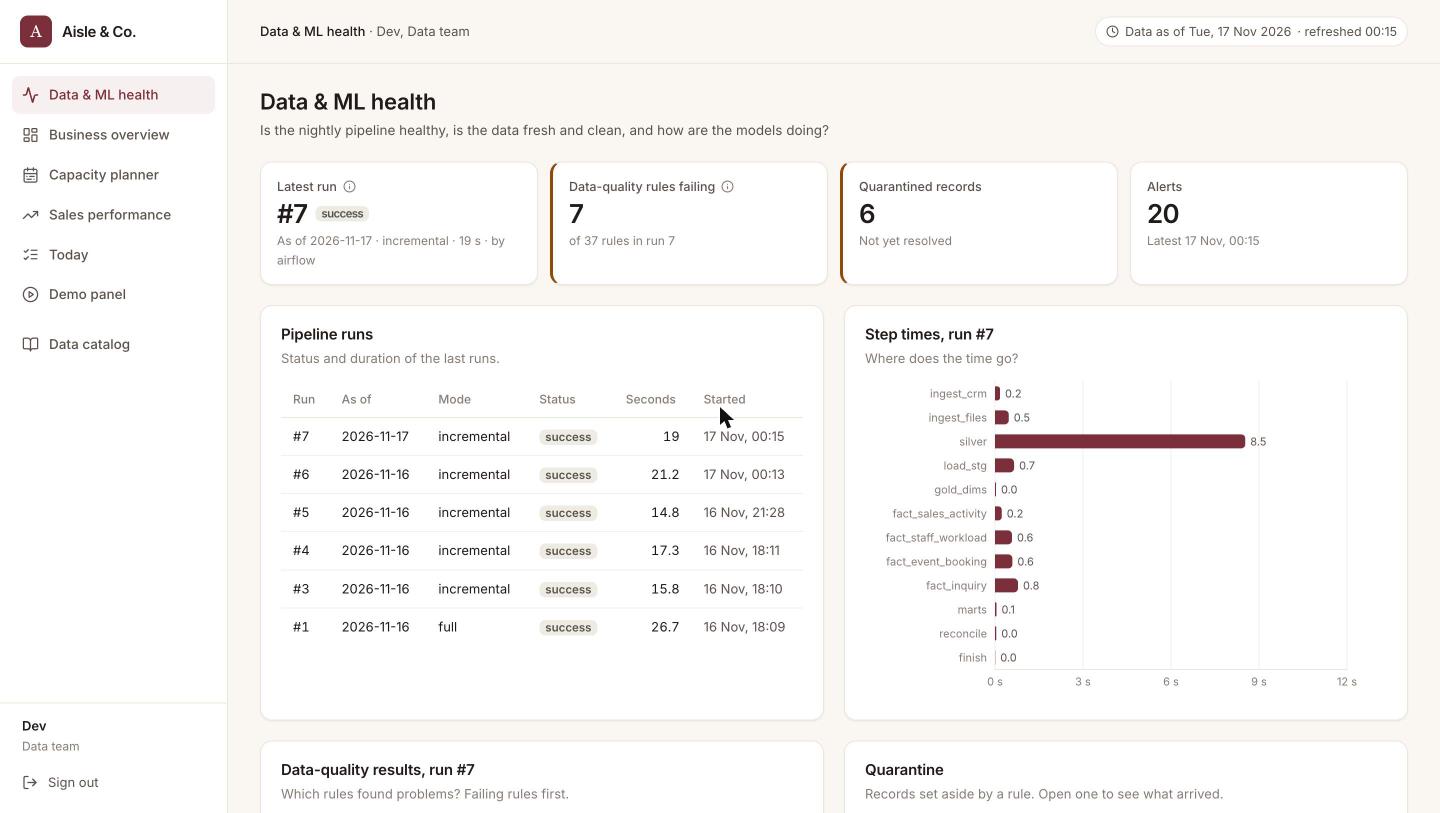 A
Aisle & Co.
Data & ML health · Dev, Data team
Data as of Tue, 17 Nov 2026 · refreshed 00:15
Data & ML health
Business overview
Capacity planner
Sales performance
Today
Demo panel
Data catalog
Dev
Data team
Sign out
Data & ML health
Is the nightly pipeline healthy, is the data fresh and clean, and how are the models doing?
Latest run
#7 success
As of 2026-11-17 · incremental · 19 s · by
airflow
Data-quality rules failing
7
of 37 rules in run 7
Quarantined records
6
Not yet resolved
Alerts
20
Latest 17 Nov, 00:15
Pipeline runs
Status and duration of the last runs.
Run As of Mode Status Seconds Started
#7 2026-11-17 incremental success 19 17 Nov, 00:15
#6 2026-11-16 incremental success 21.2 17 Nov, 00:13
#5 2026-11-16 incremental success 14.8 16 Nov, 21:28
#4 2026-11-16 incremental success 17.3 16 Nov, 18:11
#3 2026-11-16 incremental success 15.8 16 Nov, 18:10
#1 2026-11-16 full success 26.7 16 Nov, 18:09
Step times, run #7
Where does the time go?
ingest_crm 0.2
ingest_files 0.5
silver 8.5
load_stg 0.7
gold_dims 0.0
fact_sales_activity 0.2
fact_staff_workload 0.6
fact_event_booking 0.6
fact_inquiry 0.8
marts 0.1
reconcile 0.0
finish 0.0
0 s 3 s 6 s 9 s 12 s
Data-quality results, run #7
Which rules found problems? Failing rules first.
Quarantine
Records set aside by a rule. Open one to see what arrived.